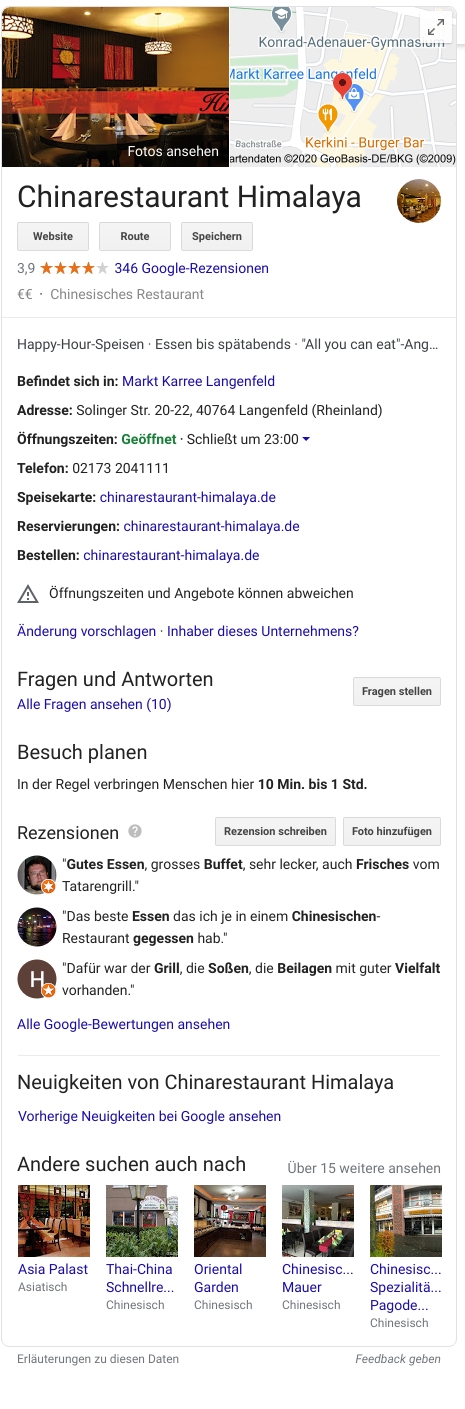 Konrad-Adenauer-Gymnasium
Markt Karree Langenfeld
Bachstraße
Kerkini - Burger Bar
Fotos ansehen
artendaten ©2020 GeoBasis-DE/BKG (©2009)
Chinarestaurant Himalaya
Website
Route
Speichern
3,9 346 Google-Rezensionen
€€ · Chinesisches Restaurant
Happy-Hour-Speisen · Essen bis spätabends · "All you can eat"-Ang...
Befindet sich in: Markt Karree Langenfeld
Adresse: Solinger Str. 20-22, 40764 Langenfeld (Rheinland)
Öffnungszeiten: Geöffnet · Schließt um 23:00
Telefon: 02173 2041111
Speisekarte: chinarestaurant-himalaya.de
Reservierungen: chinarestaurant-himalaya.de
Bestellen: chinarestaurant-himalaya.de
Öffnungszeiten und Angebote können abweichen
Änderung vorschlagen · Inhaber dieses Unternehmens?
Fragen und Antworten
Alle Fragen ansehen (10)
Fragen stellen
Besuch planen
In der Regel verbringen Menschen hier 10 Min. bis 1 Std.
Rezensionen ?
Rezension schreiben
Foto hinzufügen
"Gutes Essen, grosses Buffet, sehr lecker, auch Frisches vom
Tatarengrill."
"Das beste Essen das ich je in einem Chinesischen-
Restaurant gegessen hab."
H
"Dafür war der Grill, die Soßen, die Beilagen mit guter Vielfalt
vorhanden."
Alle Google-Bewertungen ansehen
Neuigkeiten von Chinarestaurant Himalaya
Vorherige Neuigkeiten bei Google ansehen
Andere suchen auch nach
Über 15 weitere ansehen
Asia Palast
Asiatisch
Thai-China
Schnellre...
Chinesisch
Oriental
Garden
Chinesisch
Chinesisc...
Mauer
Chinesisch
Chinesisc...
Spezialitä...
Pagode...
Chinesisch
Erläuterungen zu diesen Daten
Feedback geben